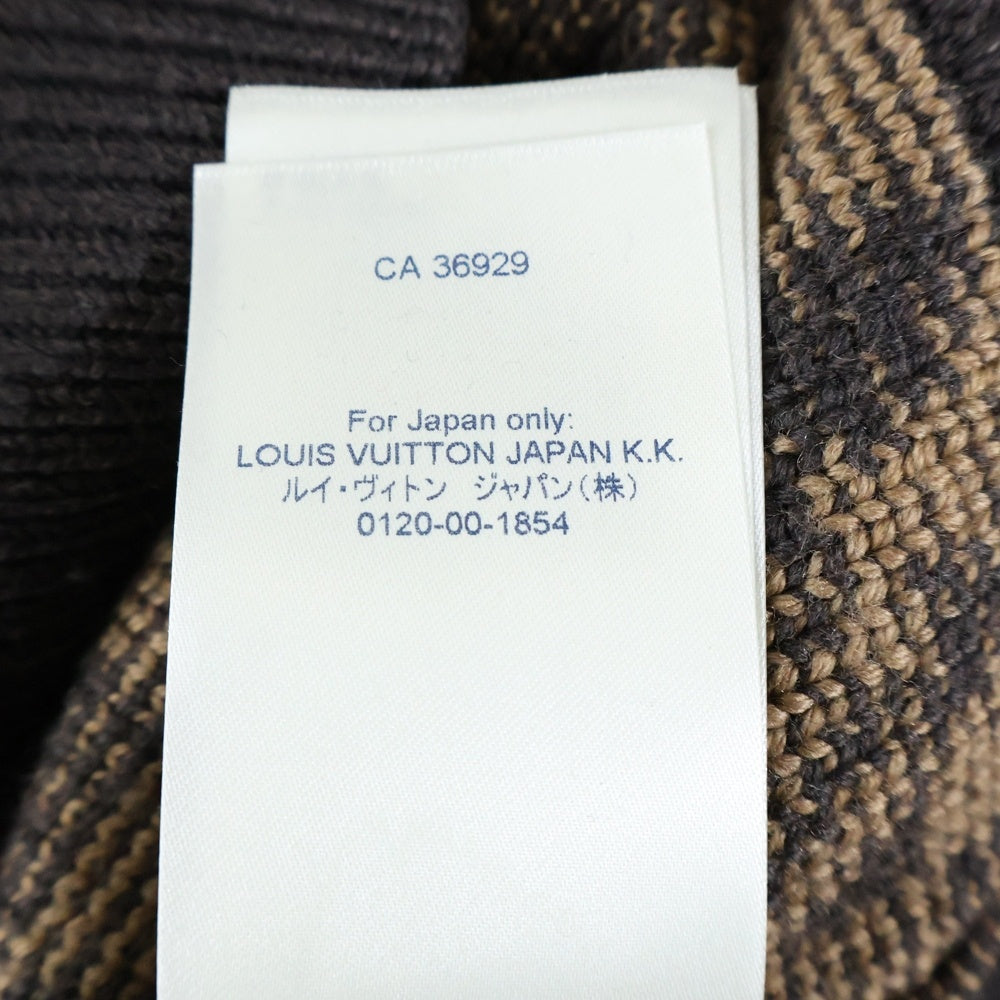 CA 36929
For Japan only:
LOUIS VUITTON JAPAN K.K.
ルイ・ヴィトン ジャパン(株)
0120-00-1854